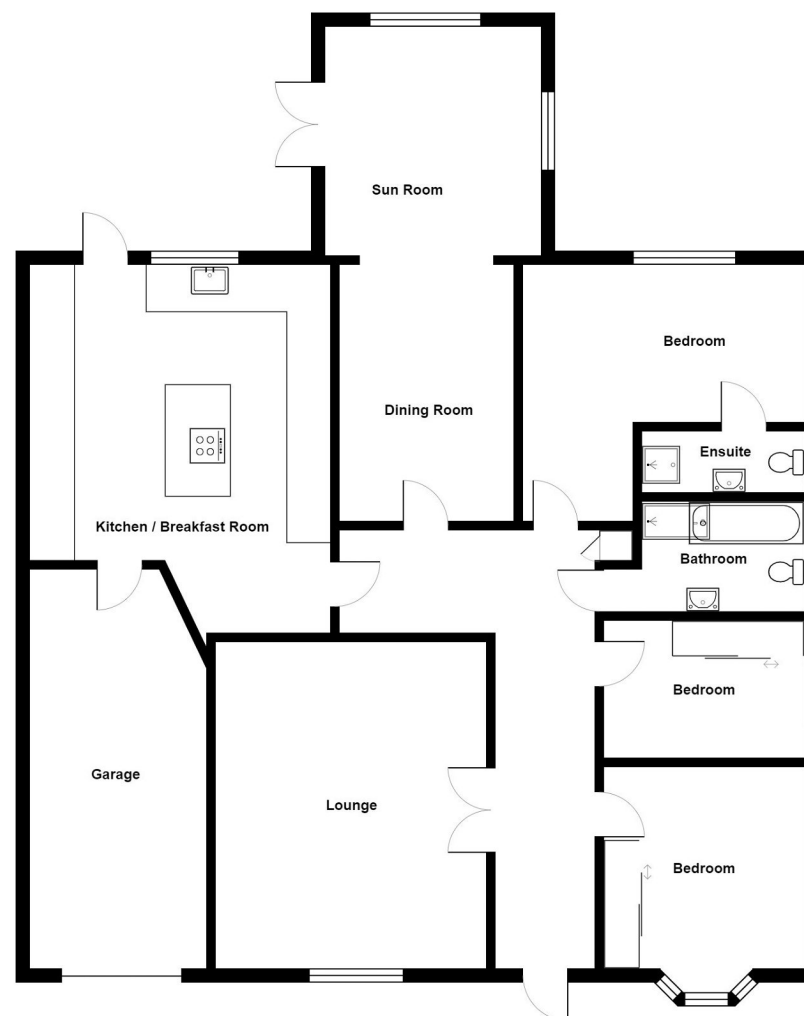 Sun Room
Bedroom
Dining Room
Ensuite
Kitchen / Breakfast Room
Bathroom
Bedroom
Garage
Lounge
Bedroom